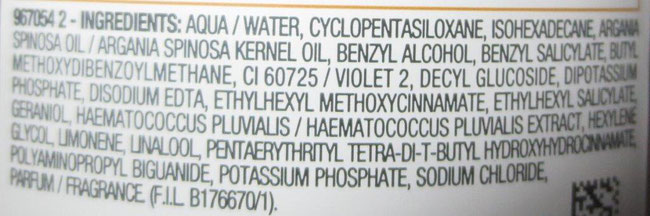 967054 2 - INGREDIENTS: AQUA / WATER, CYCLOPENTASILOXANE, ISOHEXADECANE, ARGANIA
SPINOSA OIL / ARGANIA SPINOSA KERNEL OIL, BENZYL ALCOHOL, BENZYL SALICYLATE, BUTYL
METHOXYDIBENZOYLMETHANE, CI 60725 / VIOLET 2, DECYL GLUCOSIDE, DIPOTASSIUM
PHOSPHATE, DISODIUM EDTA, ETHYLHEXYL METHOXYCINNAMATE, ETHYLHEXYL SALICYLATE,
GERANIOL, HAEMATOCOCCUS PLUVIALIS / HAEMATOCOCCUS PLUVIALIS EXTRACT, HEXYLENE
GLYCOL, LIMONENE, LINALOOL, PENTAERYTHRITYL TETRA-DI-T-BUTYL HYDROXYHYDROCINNAMATE,
POLYAMINOPROPYL BIGUANIDE, POTASSIUM PHOSPHATE, SODIUM CHLORIDE,
PARFUM / FRAGRANCE. (F.I.L. B176670/1).